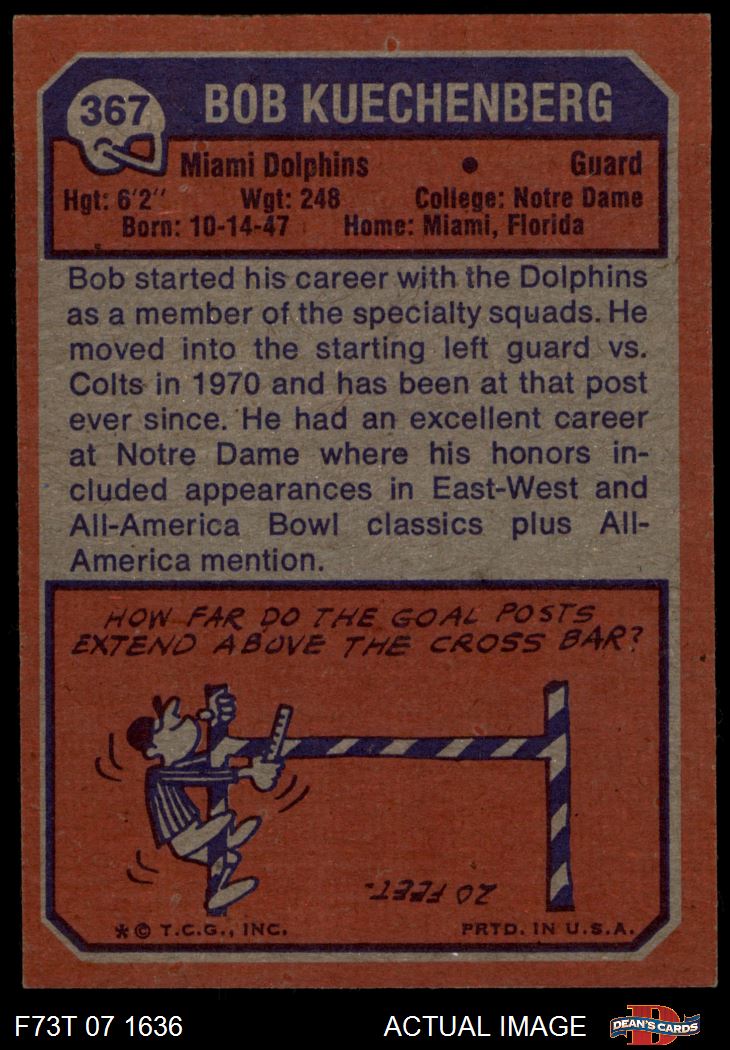 367
BOB KUECHENBERG
Miami Dolphins • Guard
Hgt: 6'2'' Wgt: 248 College: Notre Dame
Born: 10-14-47 Home: Miami, Florida
Bob started his career with the Dolphins
as a member of the specialty squads. He
moved into the starting left guard vs.
Colts in 1970 and has been at that post
ever since. He had an excellent career
at Notre Dame where his honors in-
cluded appearances in East-West and
All-America Bowl classics plus All-
America mention.
HOW FAR DO THE GOAL POSTS
EXTEND ABOVE THE CROSS BAR?
20 FEET.
* © T.C.G., INC. PRTD. IN U.S.A.
F73T 07 1636 ACTUAL IMAGE
D
DEAN'S CARDS